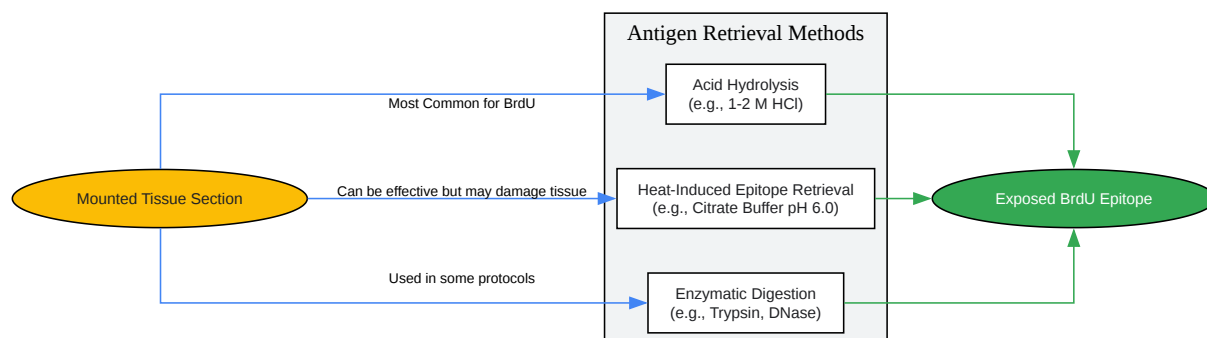 Antigen Retrieval Methods
Acid Hydrolysis
(e.g., 1-2 M HCl)
Most Common for BrdU
Mounted Tissue Section
Can be effective but may damage tissue
Heat-Induced Epitope Retrieval
(e.g., Citrate Buffer pH 6.0)
Exposed BrdU Epitope
Used in some protocols
Enzymatic Digestion
(e.g., Trypsin, DNase)